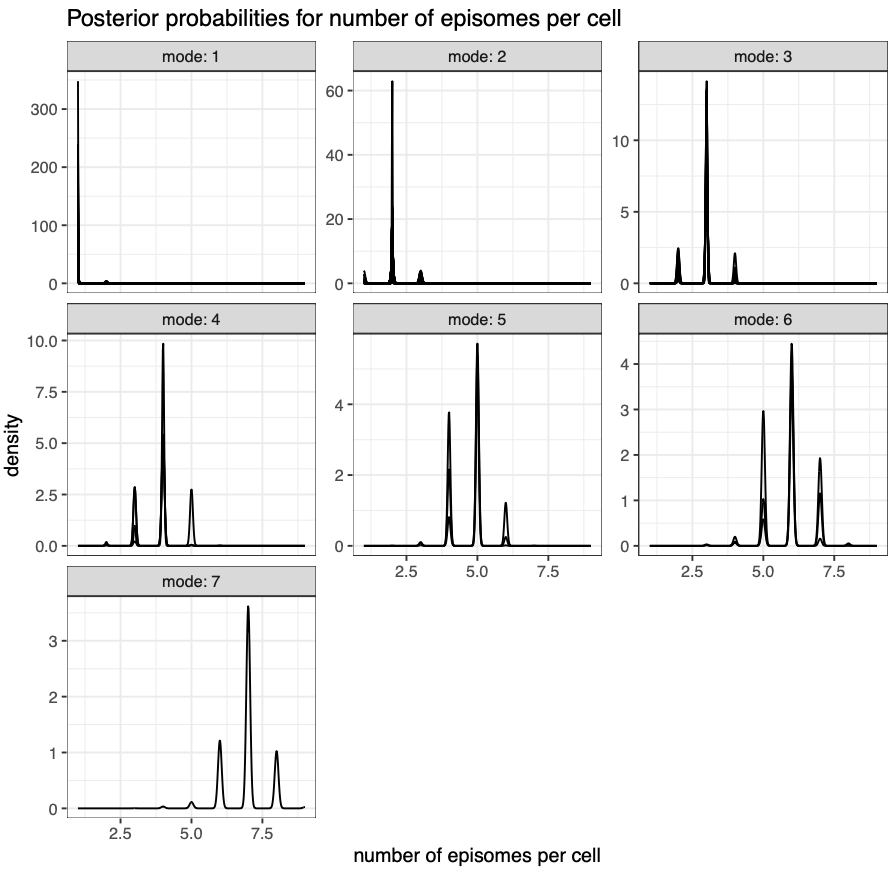 Posterior probabilities for number of episomes per cell
mode: 1
mode: 2
mode: 3
300
200
100
0
60
40
20
0
10
5
0
mode: 4
mode: 5
mode: 6
10.0
7.5
5.0
2.5
0.0
4
2
0
4
3
2
1
0
2.5 5.0 7.5
2.5 5.0 7.5
mode: 7
3
2
1
0
2.5 5.0 7.5
density
number of episomes per cell